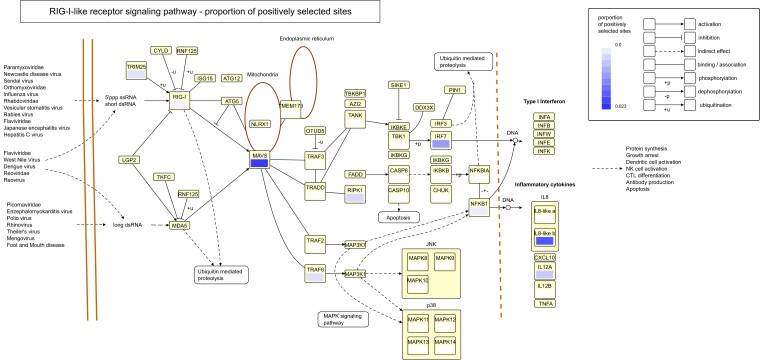 RIG-I-like receptor signaling pathway - proportion of positively selected sites
porportion
of positively
selected sites
0.0
0.023
activation
inhibition
indirect effect
binding / association
+p
phosphorylation
-p
dephosphorylation
+u
ubiquitination
Endoplasmic reticulum
Mitochondria
Paramyxoviridae
Newcastle disease virus
Sendai virus
Orthomyxoviridae
Influenza virus
Rhabdoviridae
Vesicular stomatitis virus
Rabies virus
Flaviviridae
Japanese encephalitis virus
Hepatitis C virus
Flaviviridae
West Nile Virus
Dengue virus
Reoviridae
Reovirus
Picornaviridae
Encephalomyokarditis virus
Polio virus
Rhinovirus
Theiler's virus
Mengovirus
Foot and Mouth disease
5'ppp ssRNA
short dsRNA
long dsRNA
CYLD
RNF125
TRIM25
-u
+u
+u
ISG15
ATG12
RIG-I
ATG5
LGP2
TKFC
RNF125
+u
MDA5
Ubiquitin mediated
proteolysis
NLRX1
TMEM173
MAVS
OTUD5
-u
TRAF3
TRADD
TRAF2
TRAF6
TBKBP1
AZI2
TANK
FADD
RIPK1
MAP3K1
MAP3K1
MAPK signaling
pathway
SIKE1
IKBKE
TBK1
IKBKG
CASP8
CASP10
Apoptosis
DDX3X
PIN1
IRF3
IRF7
+p
IKBKG
IKBKB
CHUK
+p
NFKBIA
NFKB1
Ubiquitin mediated
proteolysis
JNK
MAPK8
MAPK9
MAPK10
p38
MAPK11
MAPK12
MAPK13
MAPK14
DNA
DNA
Type I Interferon
INFA
INFB
INFW
INFE
INFK
Inflammatory cytokines
IL8
IL8-like a
IL8-like b
CXCL10
IL12A
IL12B
TNFA
Protein synthesis
Growth arrest
Dendritic cell activation
NK cell activation
CTL differentiation
Antibody production
Apoptosis